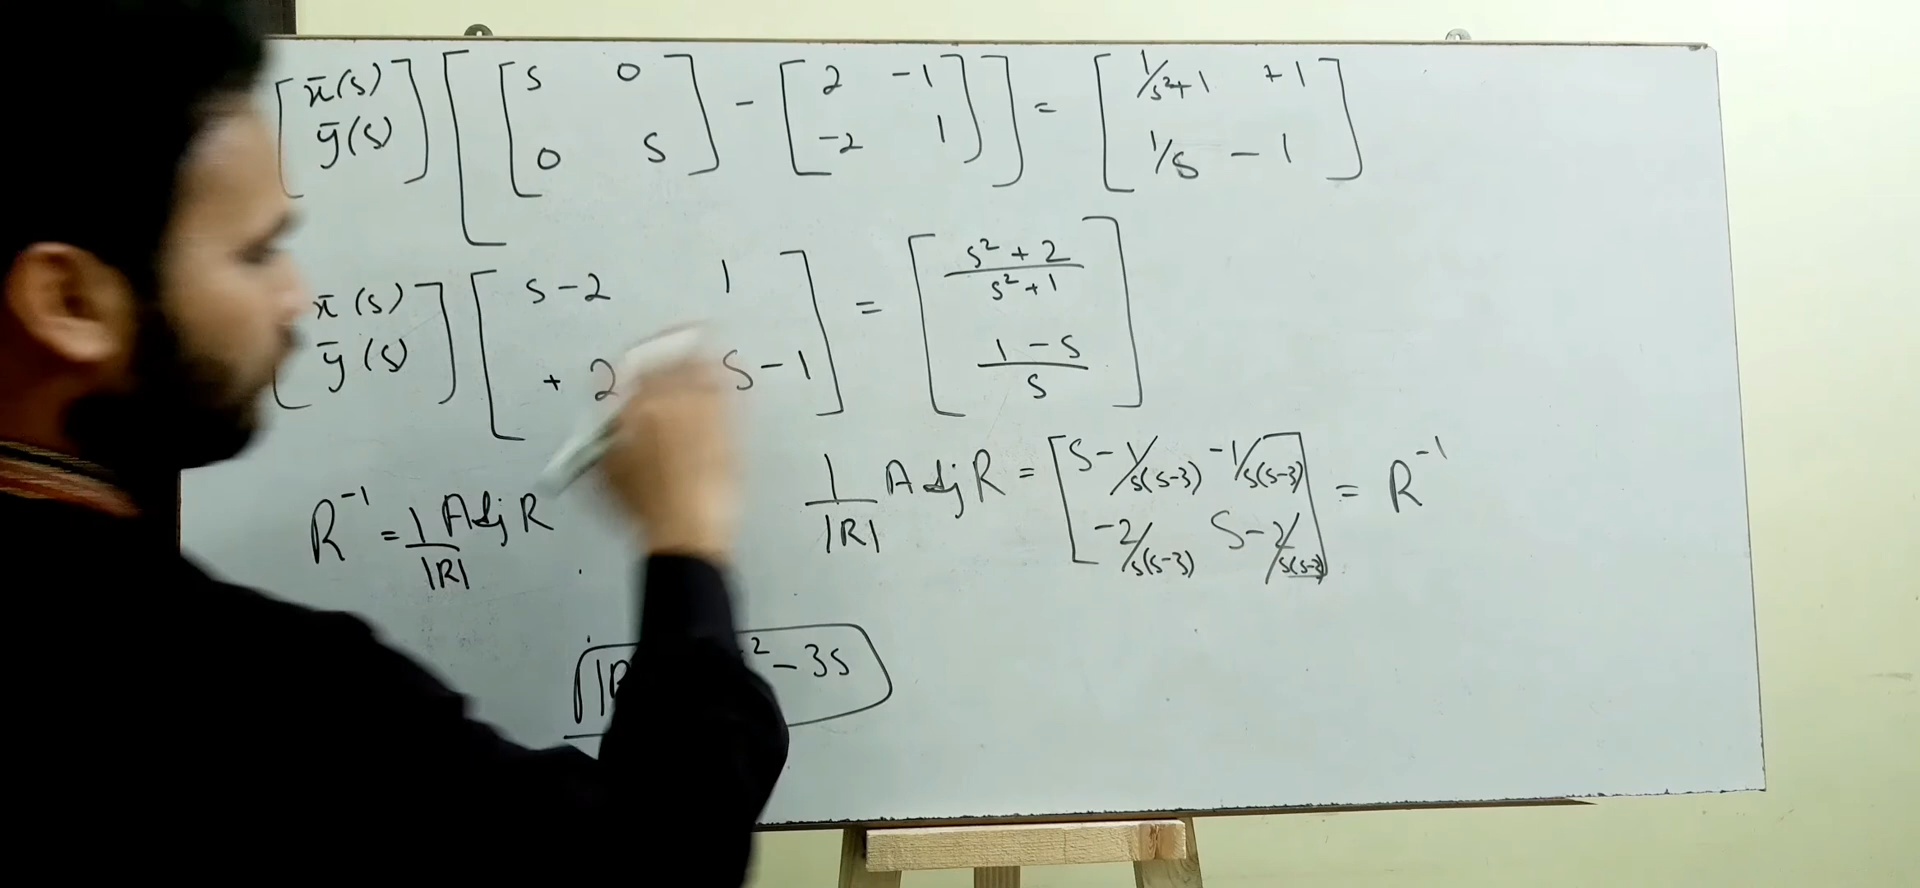 [x̄(s) ȳ(s)] [[s 0 0 s] - [2 -1 -2 1]] = [1/s²+1 +1 1/s - 1]
[x̄(s) ȳ(s)] [s-2 1 +2 s-1] = [s²+2/s²+1 1-s/s]
R⁻¹ = 1/|R| Adj R
1/|R| Adj R = [s-1/s(s-3) -1/s(s-3) -2/s(s-3) s-2/s(s-3)] = R⁻¹
² - 3s